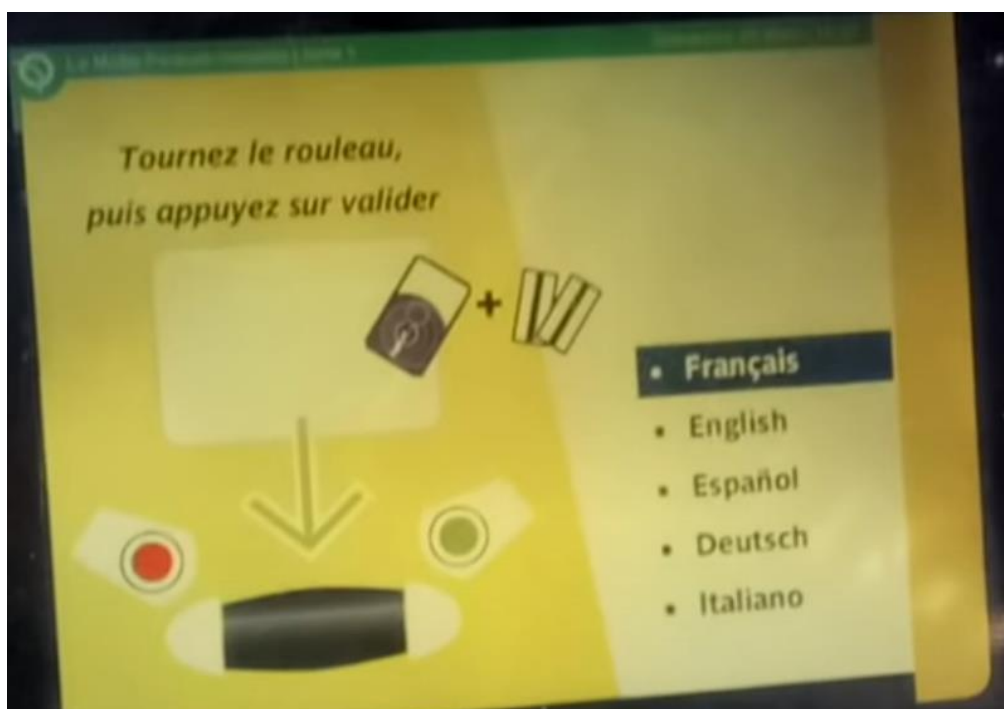 Tournez le rouleau,
puis appuyez sur valider
Français
English
Español
Deutsch
Italiano